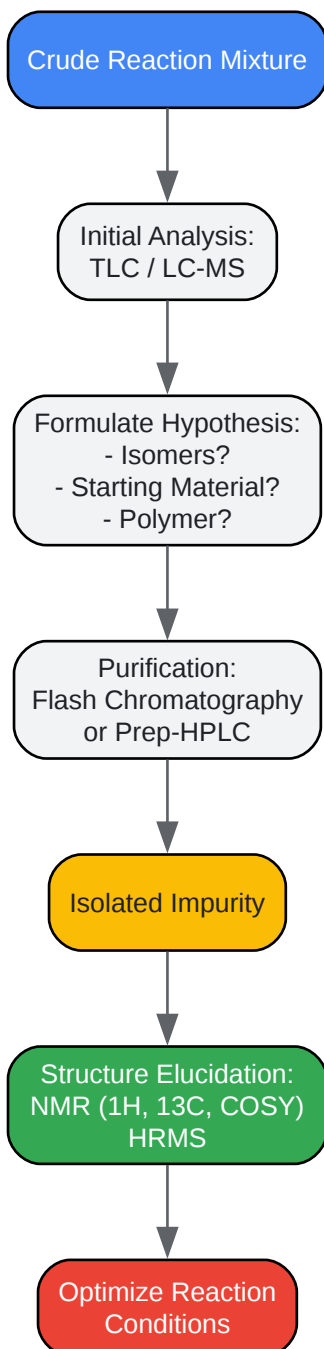 Crude Reaction Mixture
Initial Analysis:
TLC / LC-MS
Formulate Hypothesis:
- Isomers?
- Starting Material?
- Polymer?
Purification:
Flash Chromatography
or Prep-HPLC
Isolated Impurity
Structure Elucidation:
NMR (1H, 13C, COSY)
HRMS
Optimize Reaction
Conditions